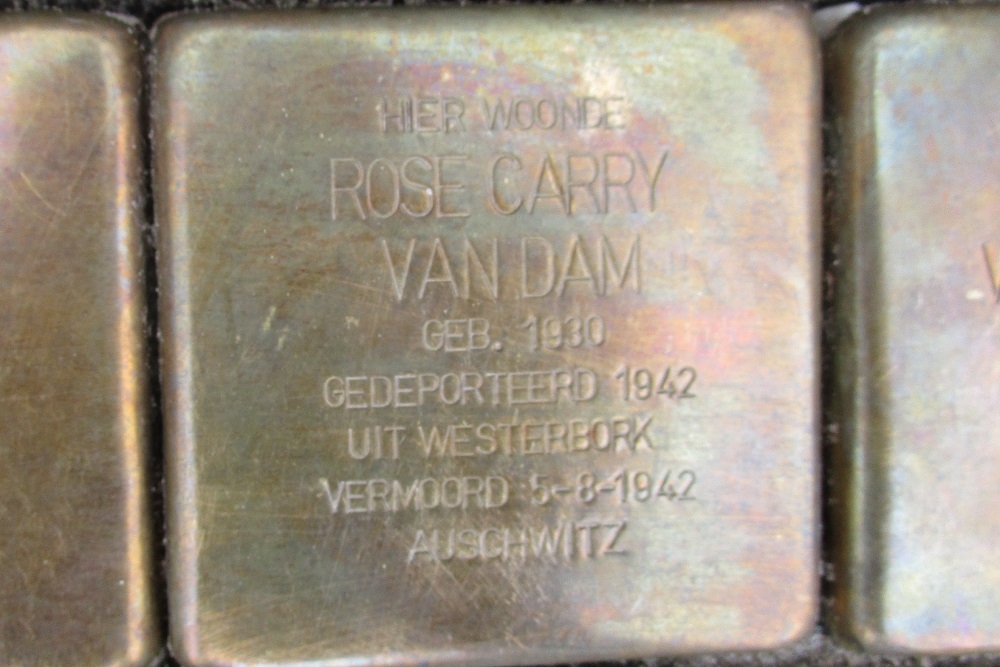 HIER WOONDE
ROSE CARRY
VAN DAM
GEB. 1930
GEDEPORTEERD 1942
UIT WESTERBORK
VERMOORD 5-8-1942
AUSCHWITZ